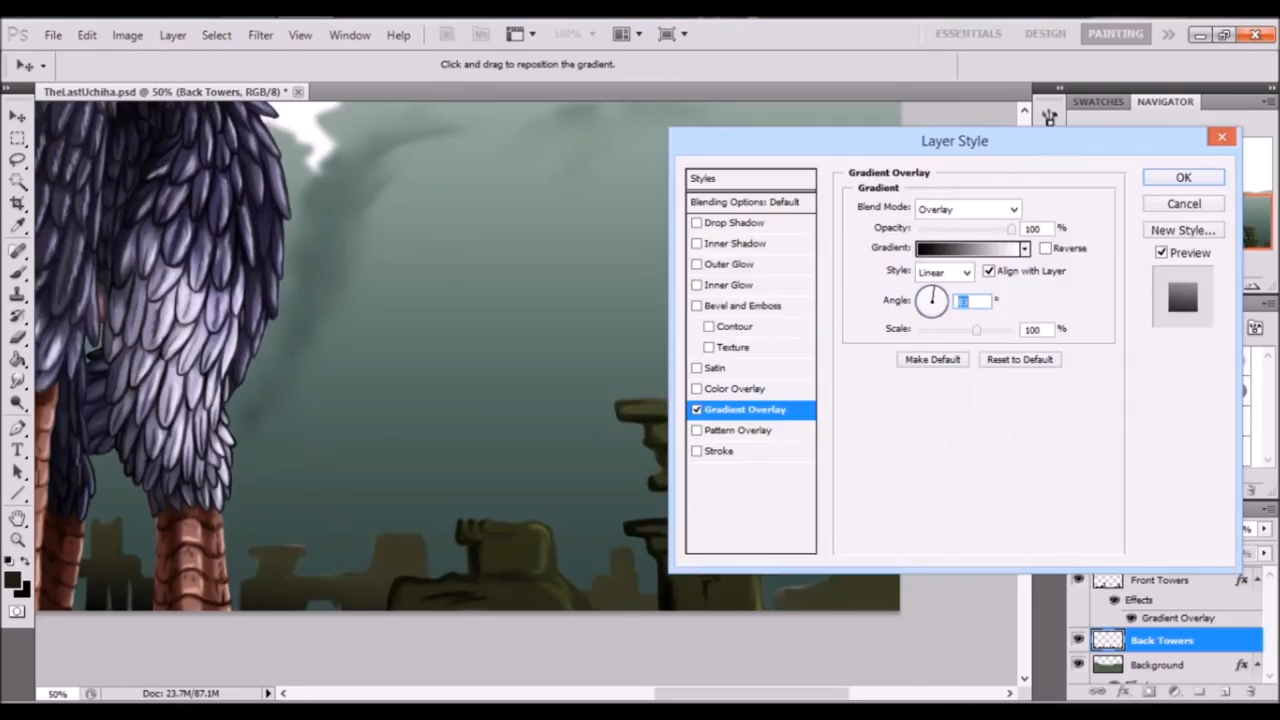 Ps File Edit Image Layer Select Filter View Window Help 100% ESSENTIALS DESIGN PAINTING
Click and drag to reposition the gradient.
TheLastUchiha.psd @ 50% (Back Towers, RGB/8) *
SWATCHES NAVIGATOR
Layer Style
Styles
Blending Options: Default
Drop Shadow
Inner Shadow
Outer Glow
Inner Glow
Bevel and Emboss
Contour
Texture
Satin
Color Overlay
Gradient Overlay
Pattern Overlay
Stroke
Gradient Overlay
Gradient
Blend Mode: Overlay
Opacity: 100 %
Gradient: Reverse
Style: Linear Align with Layer
Angle: °
Scale: 100 %
Make Default Reset to Default
OK
Cancel
New Style...
Preview
%
%
Front Towers fx
Effects
Gradient Overlay
Back Towers
Background fx
50% Doc: 23.7M/87.1M